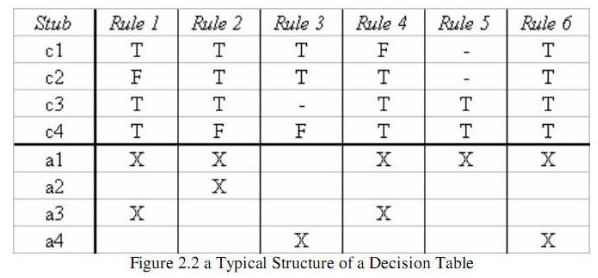 Stub Rule 1 Rule 2 Rule 3 Rule 4 Rule 5 Rule 6
c1 T T T F - T
c2 F T T T - T
c3 T T - T T T
c4 T F F T T T
a1 X X X X X
a2 X
a3 X X
a4 X X
Figure 2.2 a Typical Structure of a Decision Table